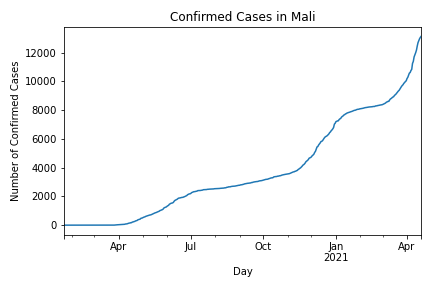 Confirmed Cases in Mali
Number of Confirmed Cases
12000
10000
8000
6000
4000
2000
0
Apr
Jul
Oct
Jan
2021
Apr
Day